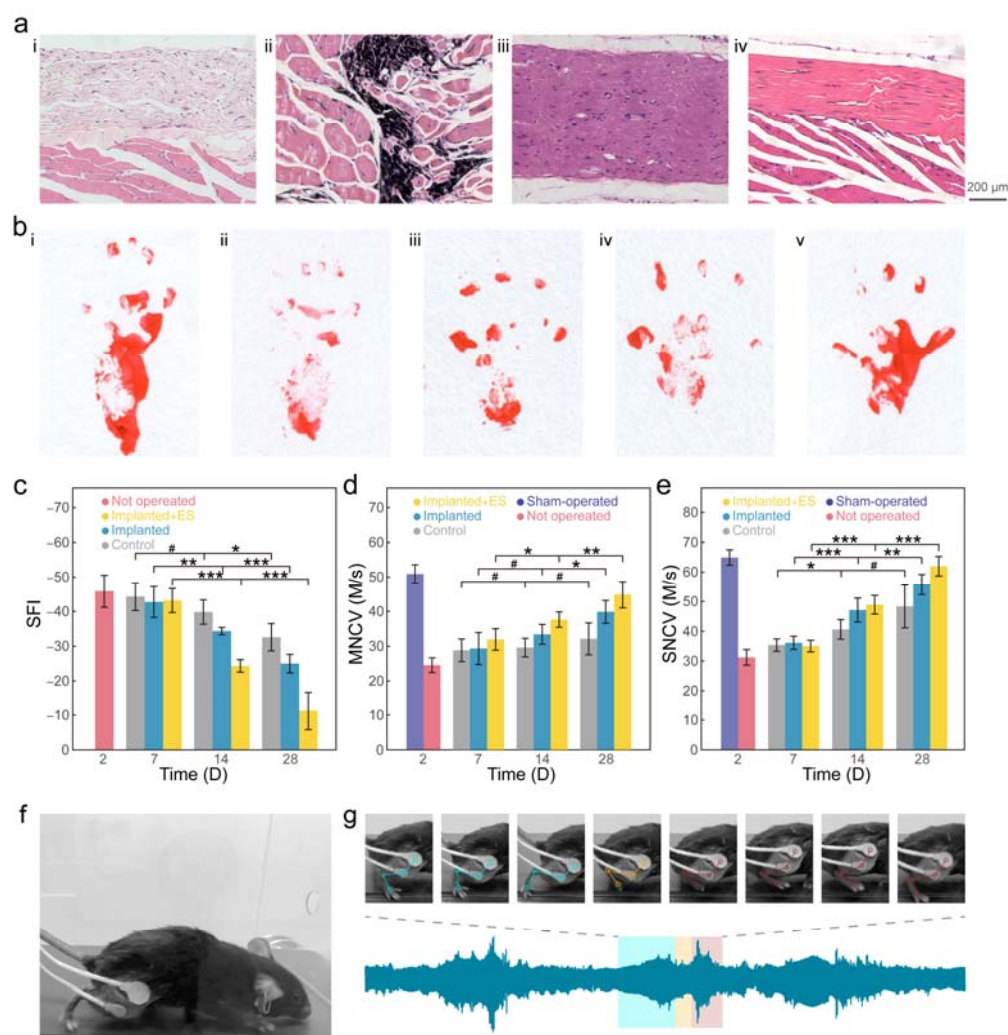 a
i
ii
iii
iv
200 μm
b
i
ii
iii
iv
v
c
Not opereated
Implanted+ES
Implanted
Control
# *
** ***
*** ***
-70
-60
-50
-40
-30
-20
-10
0
SFI
2 7 14 28
Time (D)
d
Implanted+ES Sham-operated
Implanted Not opereated
Control
* **
# *
# #
70
60
50
40
30
20
10
0
MNCV (M/s)
2 7 14 28
Time (D)
e
Implanted+ES Sham-operated
Implanted Not opereated
Control
*** ***
*** **
* #
80
70
60
50
40
30
20
10
0
SNCV (M/s)
2 7 14 28
Time (D)
f
g